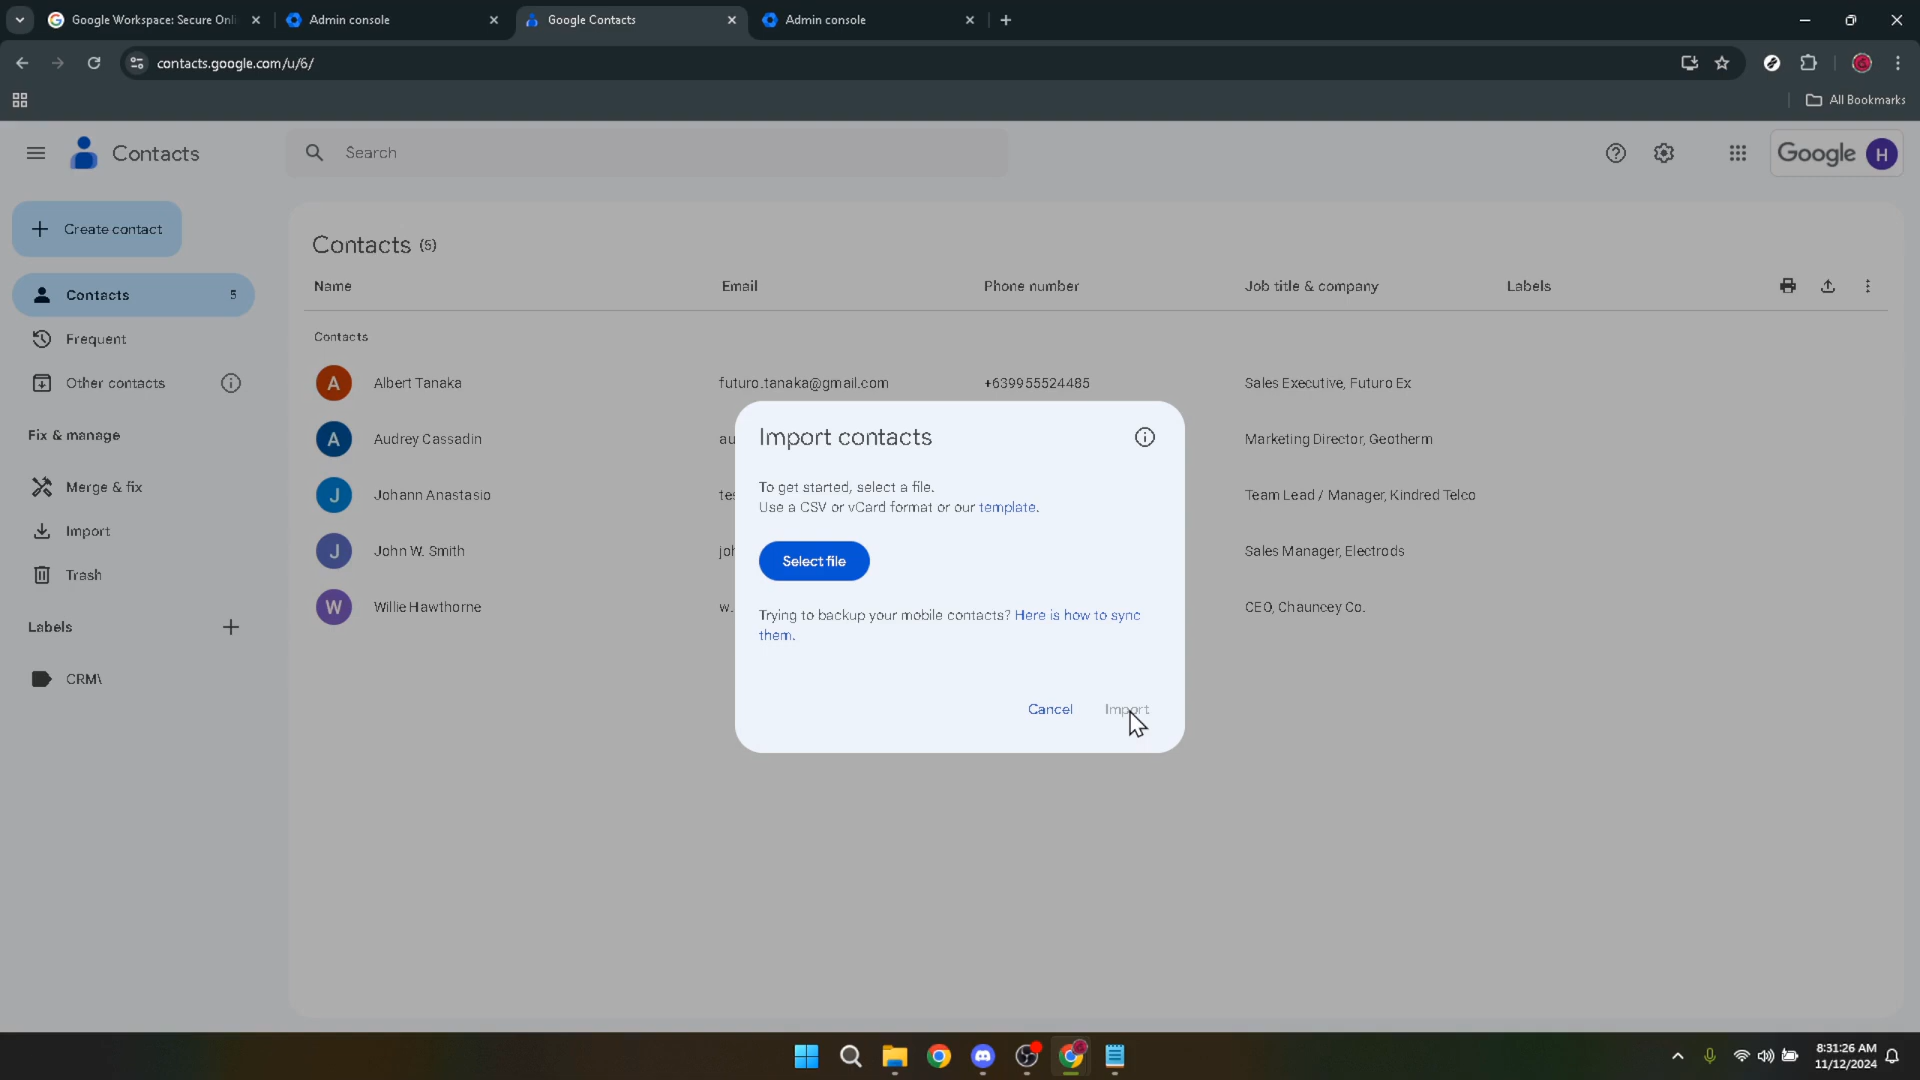 Google Workspace: Secure Onli
Admin console
Google Contacts
Admin console
contacts.google.com/u/6/
All Bookmarks
Contacts
Search
Google H
Create contact
Contacts (5)
Name Email Phone number Job title & company Labels
Contacts 5
Frequent
Contacts
Other contacts
A Albert Tanaka futuro.tanaka@gmail.com +639955524485 Sales Executive, Futuro Ex
Fix & manage
A Audrey Cassadin au Marketing Director, Geotherm
Import contacts
Merge & fix
J Johann Anastasio tes Team Lead / Manager, Kindred Telco
To get started, select a file.
Use a CSV or vCard format or our template.
Import
J John W. Smith joh Sales Manager, Electrods
Select file
Trash
W Willie Hawthorne w. CEO, Chauncey Co.
Trying to backup your mobile contacts? Here is how to sync
them.
Labels
CRM\
Cancel Import
8:31:26 AM
11/12/2024